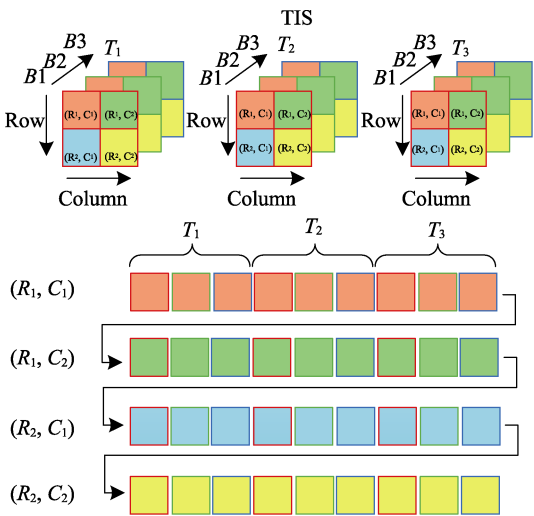 TIS
B1 B2 B3 T1
B1 B2 B3 T2
B1 B2 B3 T3
Row
(R1, C1) (R1, C2)
(R2, C1) (R2, C2)
Column
Row
(R1, C1) (R1, C2)
(R2, C1) (R2, C2)
Column
Row
(R1, C1) (R1, C2)
(R2, C1) (R2, C2)
Column
T1 T2 T3
(R1, C1)
(R1, C2)
(R2, C1)
(R2, C2)